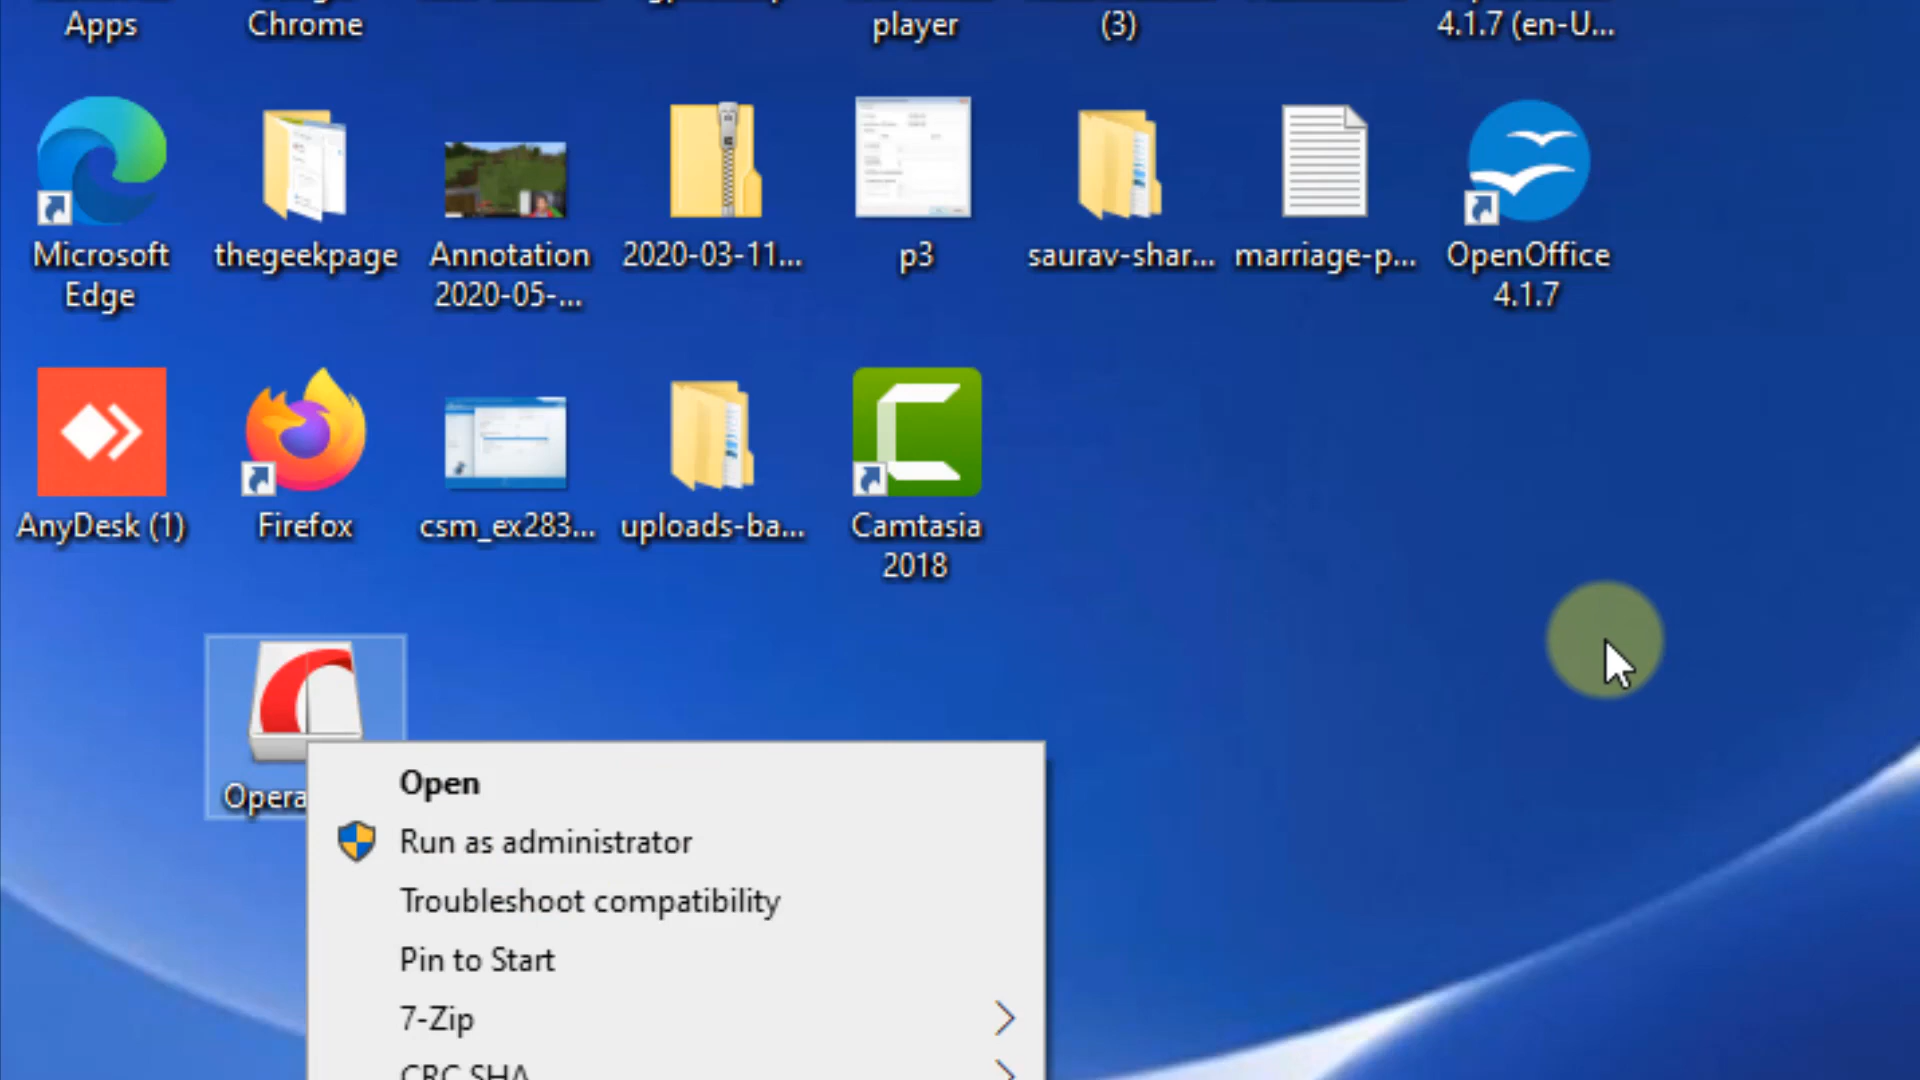 Apps
Chrome
player
(3)
4.1.7 (en-U...
Microsoft
Edge
thegeekpage
Annotation
2020-05-...
2020-03-11...
p3
saurav-shar...
marriage-p...
OpenOffice
4.1.7
AnyDesk (1)
Firefox
csm_ex283...
uploads-ba...
Camtasia
2018
Opera
Open
Run as administrator
Troubleshoot compatibility
Pin to Start
7-Zip
CRC SHA